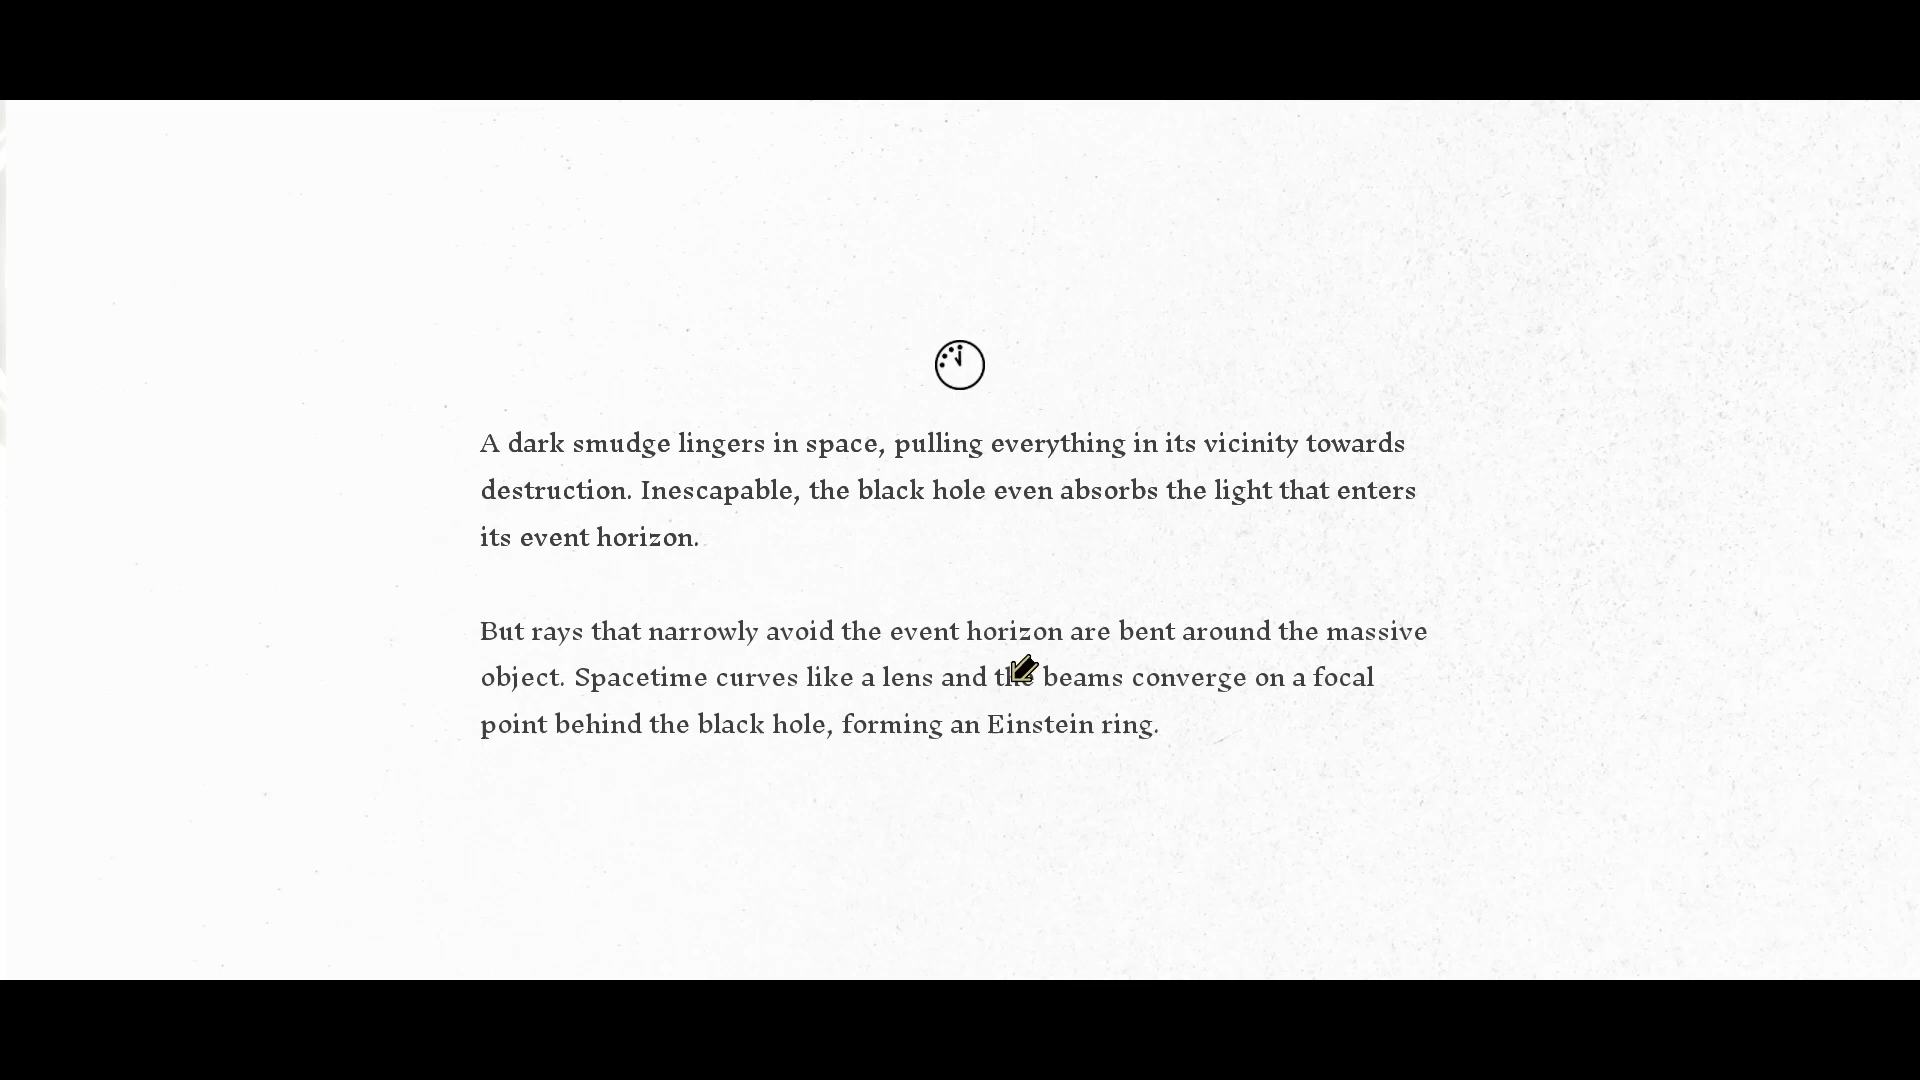 A dark smudge lingers in space, pulling everything in its vicinity towards
destruction. Inescapable, the black hole even absorbs the light that enters
its event horizon.
But rays that narrowly avoid the event horizon are bent around the massive
object. Spacetime curves like a lens and the beams converge on a focal
point behind the black hole, forming an Einstein ring.